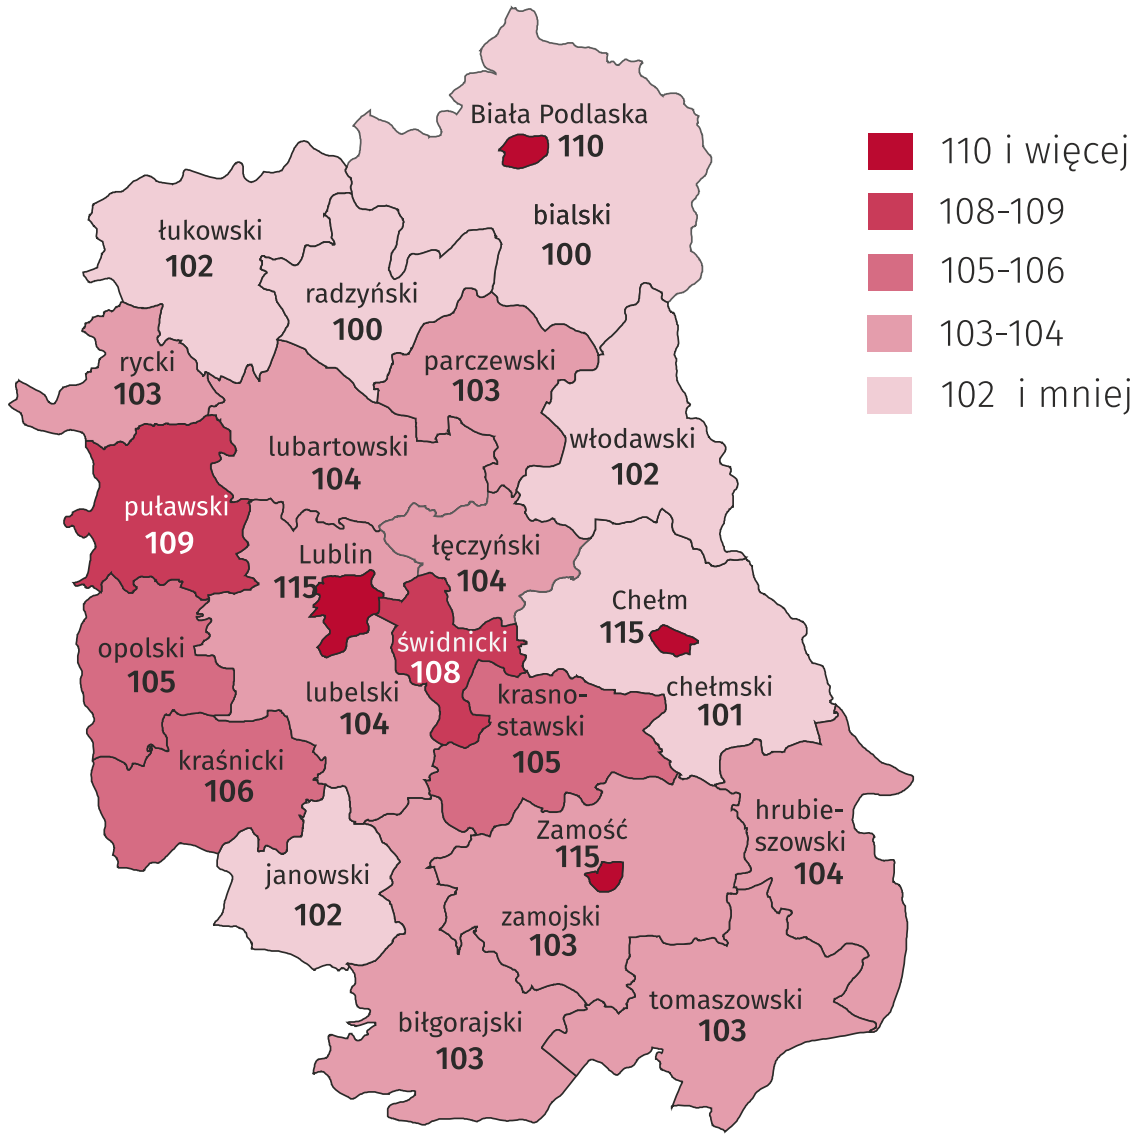 Biała Podlaska
110
bialski
100
łukowski
102
radzyński
100
rycki
103
parczewski
103
lubartowski
104
włodawski
102
puławski
109
Lublin
115
łęczyński
104
Chełm
115
świdnicki
108
opolski
105
lubelski
104
chełmski
101
krasno-
stawski
105
kraśnicki
106
hrubie-
szowski
104
Zamość
115
janowski
102
zamojski
103
tomaszowski
103
biłgorajski
103
110 i więcej
108-109
105-106
103-104
102 i mniej